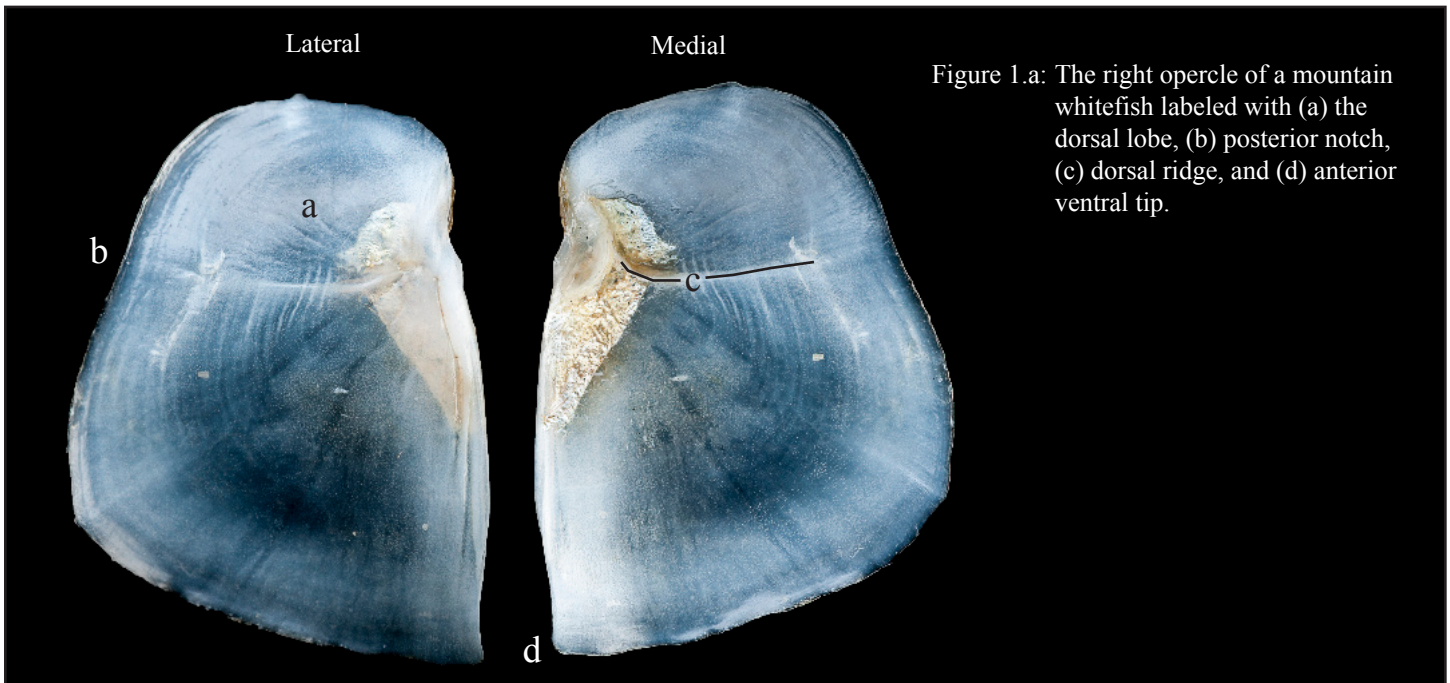 Lateral
Medial
Figure 1.a: The right opercle of a mountain
whitefish labeled with (a) the
dorsal lobe, (b) posterior notch,
(c) dorsal ridge, and (d) anterior
ventral tip.
a
b
c
d